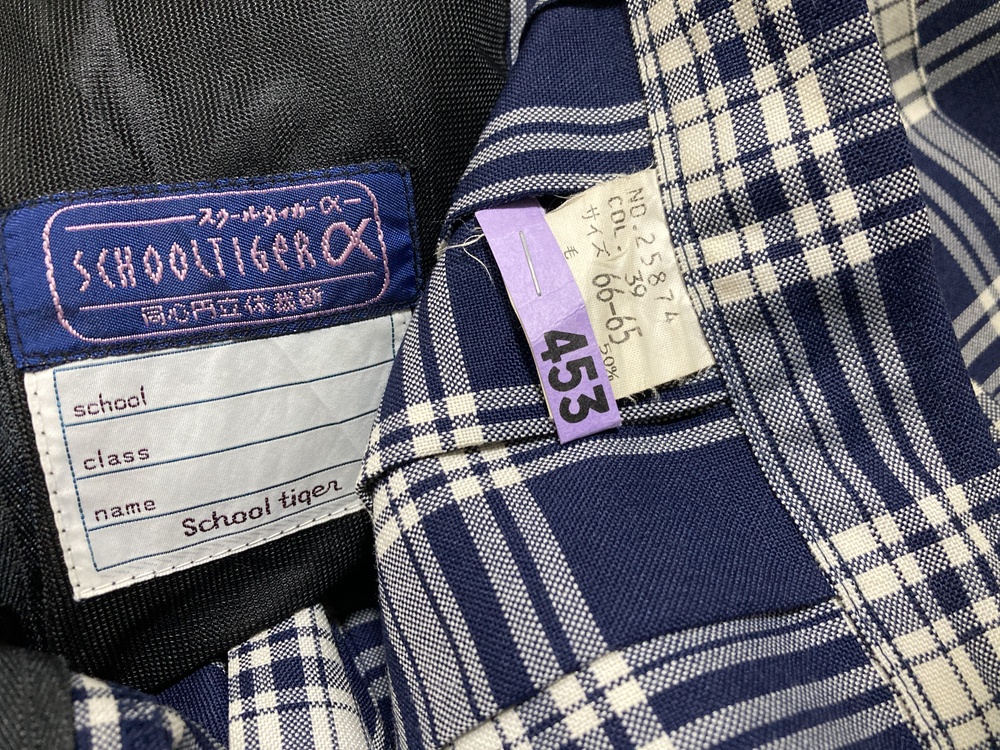 スクールタイガーα
SCHOOLTIGER α
同心円立体裁断
school
class
name
School tiger
NO.25874
COL. 39
サイズ 66-65
毛 50%
453